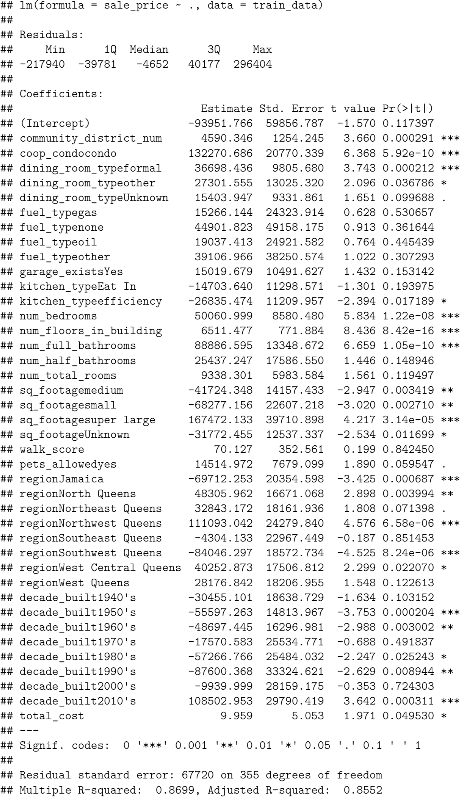 ## lm(formula = sale_price ~ ., data = train_data)
##
## Residuals:
##     Min      1Q  Median      3Q     Max
## -217940  -39781   -4652   40177  296404
##
## Coefficients:
##                             Estimate Std. Error t value Pr(>|t|)
## (Intercept)               -93951.766  59856.787  -1.570 0.117397
## community_district_num      4590.346   1254.245   3.660 0.000291 ***
## coop_condocondo           132270.686  20770.339   6.368 5.92e-10 ***
## dining_room_typeformal     36698.436   9805.680   3.743 0.000212 ***
## dining_room_typeother      27301.555  13025.320   2.096 0.036786 *
## dining_room_typeUnknown    15403.947   9331.861   1.651 0.099688 .
## fuel_typegas               15266.144  24323.914   0.628 0.530657
## fuel_typenone              44901.823  49158.175   0.913 0.361644
## fuel_typeoil               19037.413  24921.582   0.764 0.445439
## fuel_typeother             39106.966  38250.574   1.022 0.307293
## garage_existsYes           15019.679  10491.627   1.432 0.153142
## kitchen_typeEat In        -14703.640  11298.571  -1.301 0.193975
## kitchen_typeefficiency    -26835.474  11209.957  -2.394 0.017189 *
## num_bedrooms               50060.999   8580.480   5.834 1.22e-08 ***
## num_floors_in_building      6511.477    771.884   8.436 8.42e-16 ***
## num_full_bathrooms         88886.595  13348.672   6.659 1.05e-10 ***
## num_half_bathrooms         25437.247  17586.550   1.446 0.148946
## num_total_rooms             9338.301   5983.584   1.561 0.119497
## sq_footagemedium          -41724.348  14157.433  -2.947 0.003419 **
## sq_footagesmall           -68277.156  22607.218  -3.020 0.002710 **
## sq_footagesuper large     167472.133  39710.898   4.217 3.14e-05 ***
## sq_footageUnknown         -31772.455  12537.337  -2.534 0.011699 *
## walk_score                    70.127    352.561   0.199 0.842450
## pets_allowedyes            14514.972   7679.099   1.890 0.059547 .
## regionJamaica             -69712.253  20354.598  -3.425 0.000687 ***
## regionNorth Queens         48305.962  16671.068   2.898 0.003994 **
## regionNortheast Queens     32843.172  18161.936   1.808 0.071398 .
## regionNorthwest Queens    111093.042  24279.840   4.576 6.58e-06 ***
## regionSoutheast Queens     -4304.133  22967.449  -0.187 0.851453
## regionSouthwest Queens    -84046.297  18572.734  -4.525 8.24e-06 ***
## regionWest Central Queens  40252.873  17506.812   2.299 0.022070 *
## regionWest Queens          28176.842  18206.955   1.548 0.122613
## decade_built1940's        -30455.101  18638.729  -1.634 0.103152
## decade_built1950's        -55597.263  14813.967  -3.753 0.000204 ***
## decade_built1960's        -48697.445  16296.981  -2.988 0.003002 **
## decade_built1970's        -17570.583  25534.771  -0.688 0.491837
## decade_built1980's        -57266.766  25484.032  -2.247 0.025243 *
## decade_built1990's        -87600.368  33324.621  -2.629 0.008944 **
## decade_built2000's         -9939.999  28159.175  -0.353 0.724303
## decade_built2010's        108502.953  29790.419   3.642 0.000311 ***
## total_cost                     9.959      5.053   1.971 0.049530 *
## ---
## Signif. codes:  0 '***' 0.001 '**' 0.01 '*' 0.05 '.' 0.1 ' ' 1
##
## Residual standard error: 67720 on 355 degrees of freedom
## Multiple R-squared:  0.8699, Adjusted R-squared:  0.8552